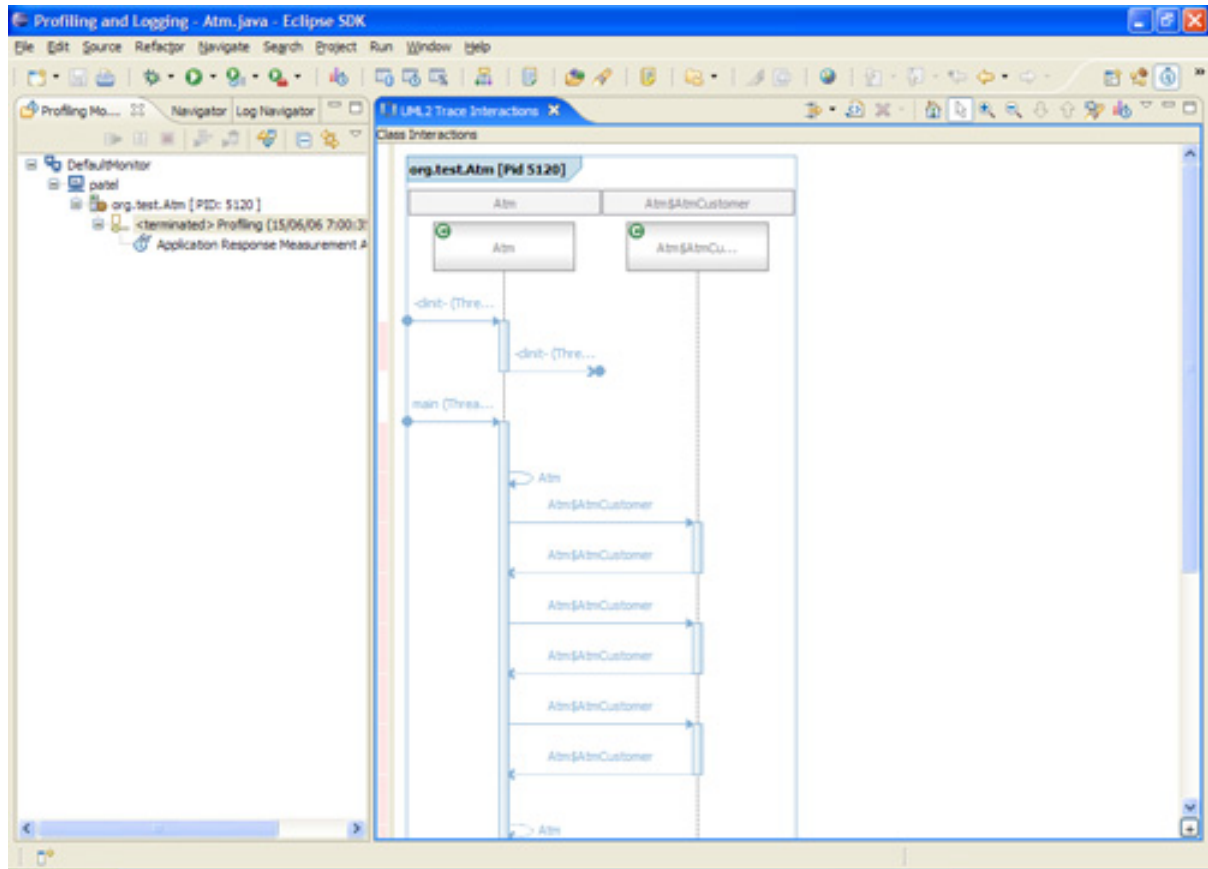 Profiling and Logging - Atm.java - Eclipse SDK
File Edit Source Refactor Navigate Search Project Run Window Help
Profiling Mo... Navigator Log Navigator
DefaultMonitor
patel
org.test.Atm [ PID: 5120 ]
<terminated> Profiling (15/06/06 7:00:3
Application Response Measurement A
UML2 Trace Interactions
Class Interactions
org.test.Atm [Pid 5120]
Atm Atm$AtmCustomer
Atm Atm$AtmCu...
-clinit- (Thre...
-clinit- (Thre...
main (Threa...
Atm
Atm$AtmCustomer
Atm$AtmCustomer
Atm$AtmCustomer
Atm$AtmCustomer
Atm$AtmCustomer
Atm$AtmCustomer
Atm